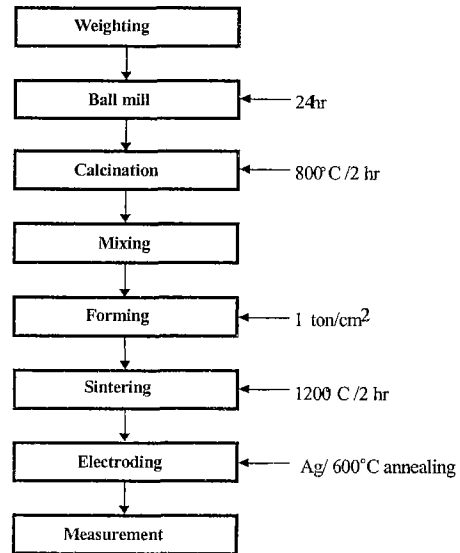 Weighting
Ball mill
24hr
Calcination
800°C /2 hr
Mixing
Forming
1 ton/cm2
Sintering
1200°C /2 hr
Electroding
Ag/ 600°C annealing
Measurement